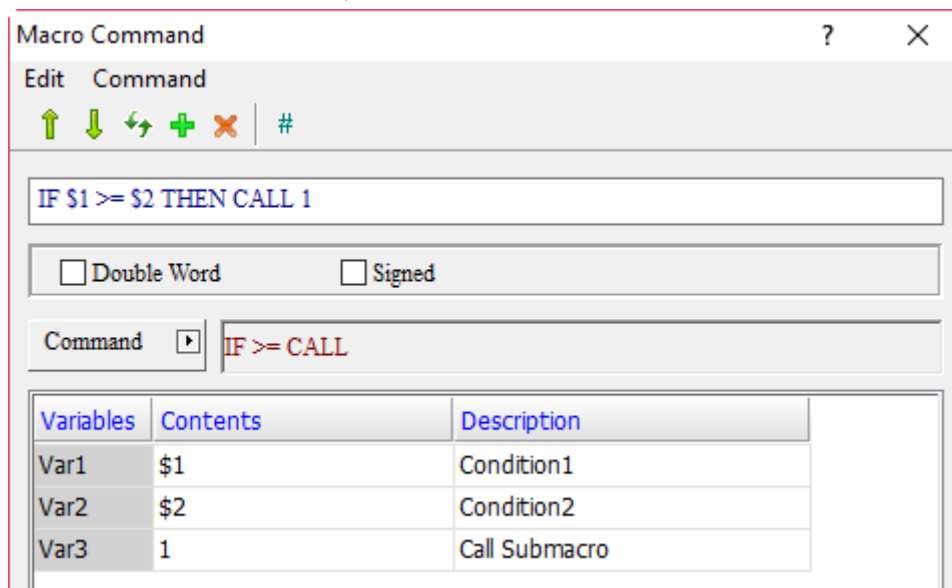 Macro Command ?
Edit Command
#
IF $1 >= $2 THEN CALL 1
Double Word Signed
Command IF >= CALL
Variables Contents Description
Var1 $1 Condition1
Var2 $2 Condition2
Var3 1 Call Submacro